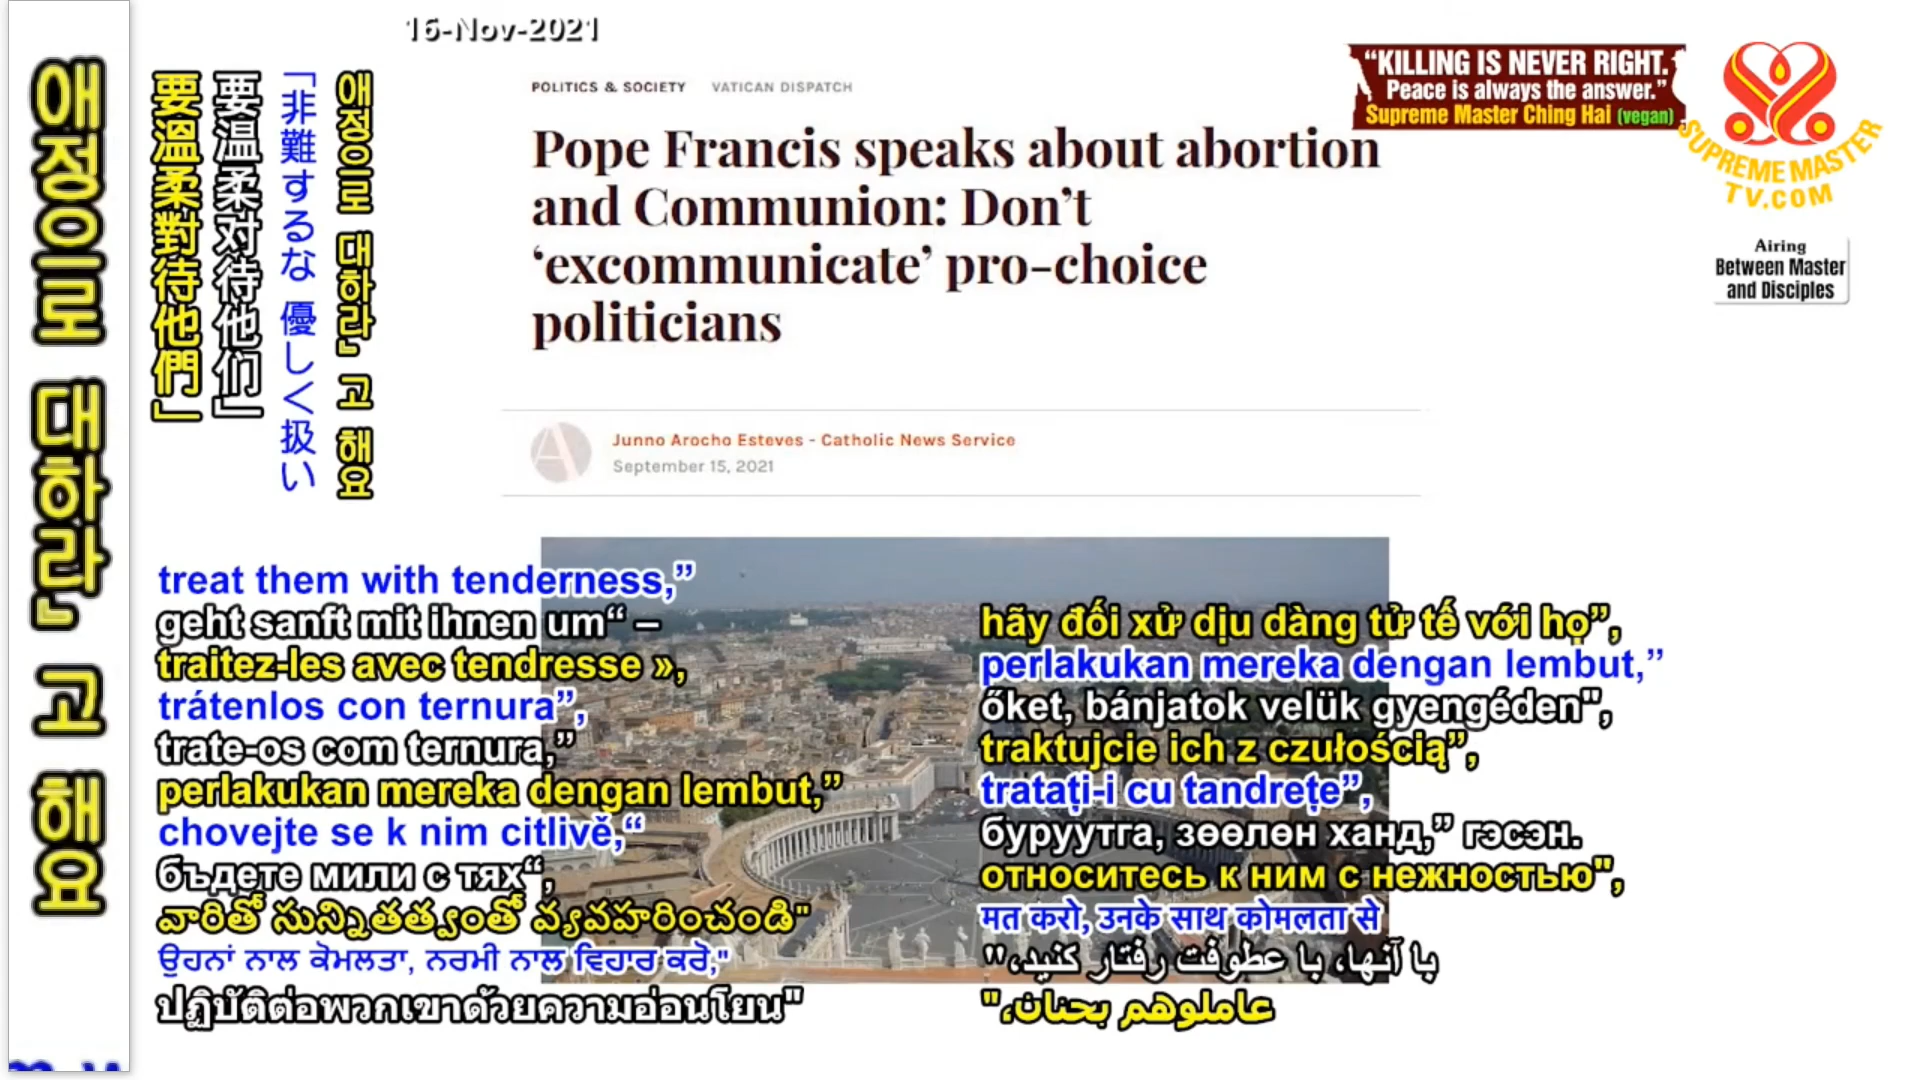 16-Nov-2021
애정으로 대하라」고 해요
要溫柔對待他們」
要温柔对待他们」
「非難するな 優しく扱い
애정으로 대하라」고 해요
POLITICS & SOCIETY VATICAN DISPATCH
Pope Francis speaks about abortion
and Communion: Don’t
‘excommunicate’ pro-choice
politicians
Junno Arocho Esteves - Catholic News Service
September 15, 2021
“KILLING IS NEVER RIGHT.
Peace is always the answer.”
Supreme Master Ching Hai (vegan)
SUPREME MASTER
TV.COM
Airing
Between Master
and Disciples
treat them with tenderness,”
geht sanft mit ihnen um“ –
traitez-les avec tendresse »,
trátenlos con ternura”,
trate-os com ternura,”
perlakukan mereka dengan lembut,”
chovejte se k nim citlivě,“
бъдете мили с тях“,
వారితో సున్నితత్వంతో వ్యవహరించండి"
ਉਹਨਾਂ ਨਾਲ ਕੋਮਲਤਾ, ਨਰਮੀ ਨਾਲ ਵਿਹਾਰ ਕਰੋ,"
ปฏิบัติต่อพวกเขาด้วยความอ่อนโยน"
hãy đối xử dịu dàng tử tế với họ”,
perlakukan mereka dengan lembut,”
őket, bánjatok velük gyengéden",
traktujcie ich z czułością”,
tratați-i cu tandrețe”,
буруутга, зөөлөн ханд,” гэсэн.
относитесь к ним с нежностью",
मत करो, उनके साथ कोमलता से
با آنها، با عطوفت رفتار کنید،"
عاملوهم بحنان،"